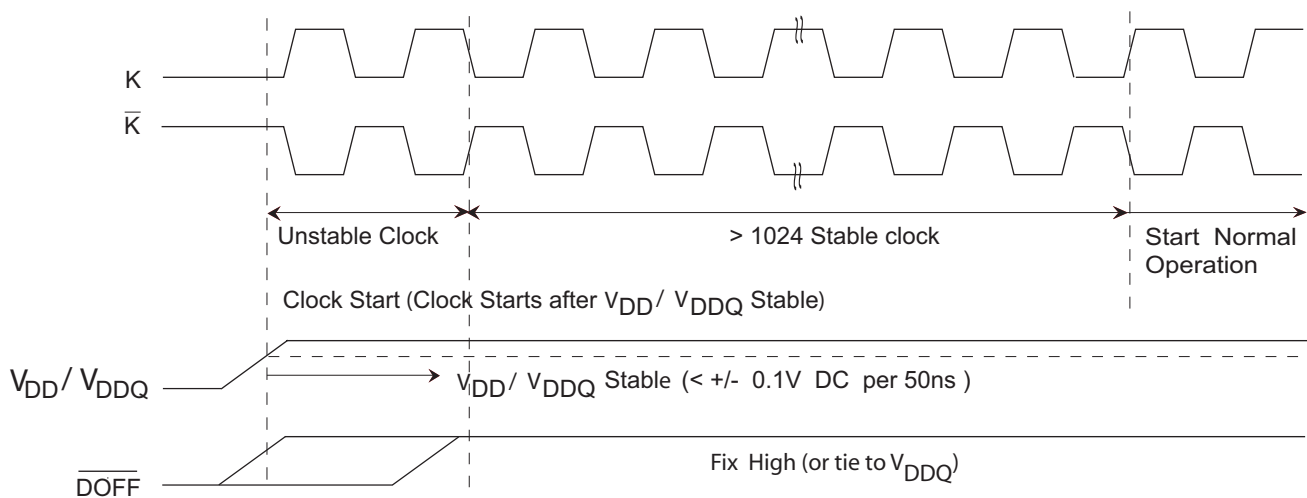 K
K̅
Unstable Clock
> 1024 Stable clock
Start Normal
Operation
Clock Start (Clock Starts after VDD / VDDQ Stable)
VDD / VDDQ
VDD / VDDQ Stable (< +/- 0.1V DC per 50ns )
Fix High (or tie to VDDQ)
D̅O̅F̅F̅